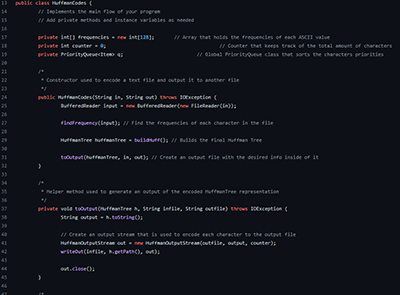 13 public class HuffmanCodes {
14 // Implements the main flow of your program
15 // Add private methods and instance variables as needed
16
17 private int[] frequencies = new int[128]; // Array that holds the frequencies of each ASCII value
18 private int counter = 0; // Counter that keeps track of the total amount of characters
19 private PriorityQueue<Item> q; // Global PriorityQueue class that sorts the characters priorities
20
21 /*
22 * Constructor used to encode a text file and output it to another file
23 */
24 public HuffmanCodes(String in, String out) throws IOException {
25 BufferedReader input = new BufferedReader(new FileReader(in));
26
27 findFrequency(input); // Find the frequencies of each character in the file
28
29 HuffmanTree huffmanTree = buildHuff(); // Builds the final Huffman Tree
30
31 toOutput(huffmanTree, in, out); // Create an output file with the desired info inside of it
32 }
33
34 /*
35 * Helper method used to generate an output of the encoded HuffmanTree representation
36 */
37 private void toOutput(HuffmanTree h, String infile, String outfile) throws IOException {
38 String output = h.toString();
39
40 // Create an output stream that is used to encode each character to the output file
41 HuffmanOutputStream out = new HuffmanOutputStream(outfile, output, counter);
42 writeOut(infile, h.getPath(), out);
43
44 out.close();
45 }
46
47 /*